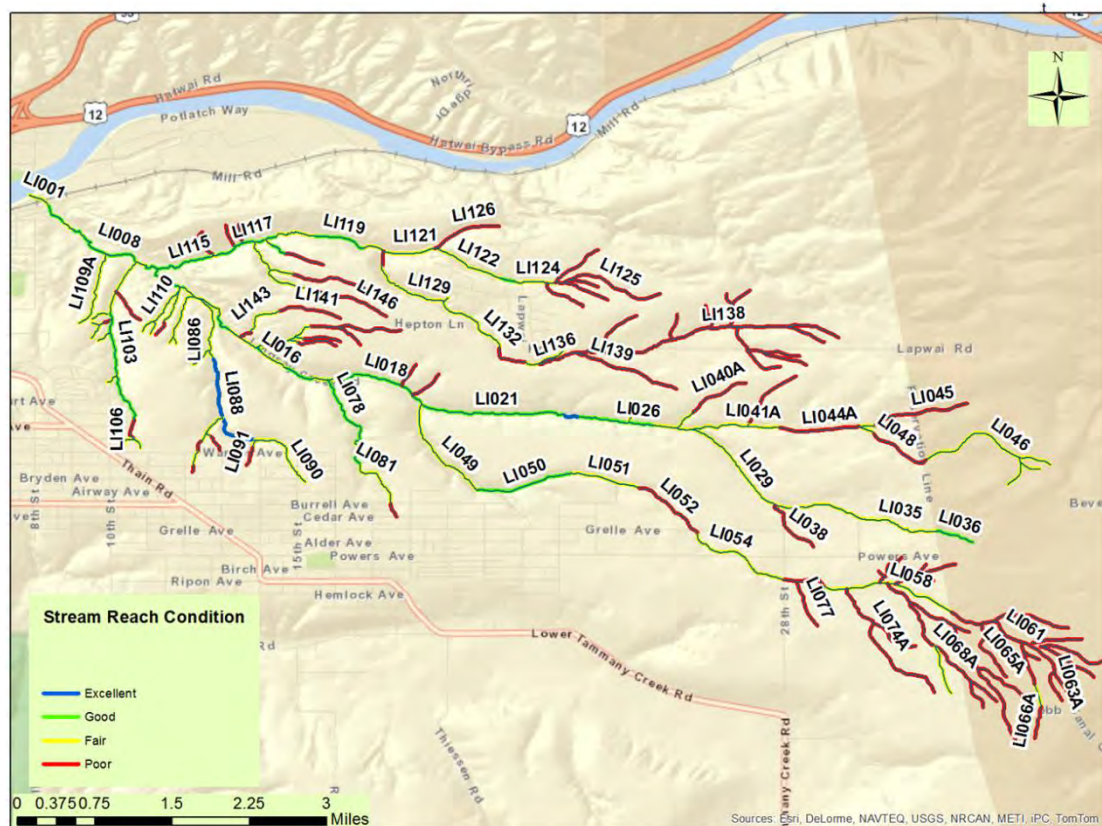 t
95
12
N
Hatwai Rd
12
Potlatch Way
12
Hatwai Bypass Rd
Mill Rd
Mill Rd
LI001
LI126
LI117
LI119
LI121
LI008
LI115
LI122
LI124
LI125
LI109A
LI110
LI129
LI143
LI141
LI146
Hepton Ln
LI138
LI103
LI086
LI016
LI132
LI136
LI139
Lapwai Rd
LI018
LI040A
LI088
LI078
LI021
LI026
LI041A
LI044A
LI045
LI106
LI091
LI048
LI046
LI090
LI081
LI049
LI050
LI051
LI029
Bryden Ave
Airway Ave
Thain Rd
Burrell Ave
Cedar Ave
LI052
LI035
LI036
8th St
10th St
Grelle Ave
15th St
Alder Ave
Grelle Ave
LI038
Powers Ave
LI054
Powers Ave
Birch Ave
Ripon Ave
Hemlock Ave
LI058
28th St
LI077
LI061
Stream Reach Condition
LI074A
LI068A
LI065A
LI063A
LI066A
Rd
Lower Tammany Creek Rd
Excellent
Good
Fair
Poor
Thiessen Rd
0 0.375 0.75 1.5 2.25 3
Miles
Sources: Esri, DeLorme, NAVTEQ, USGS, NRCAN, METI, iPC, TomTom